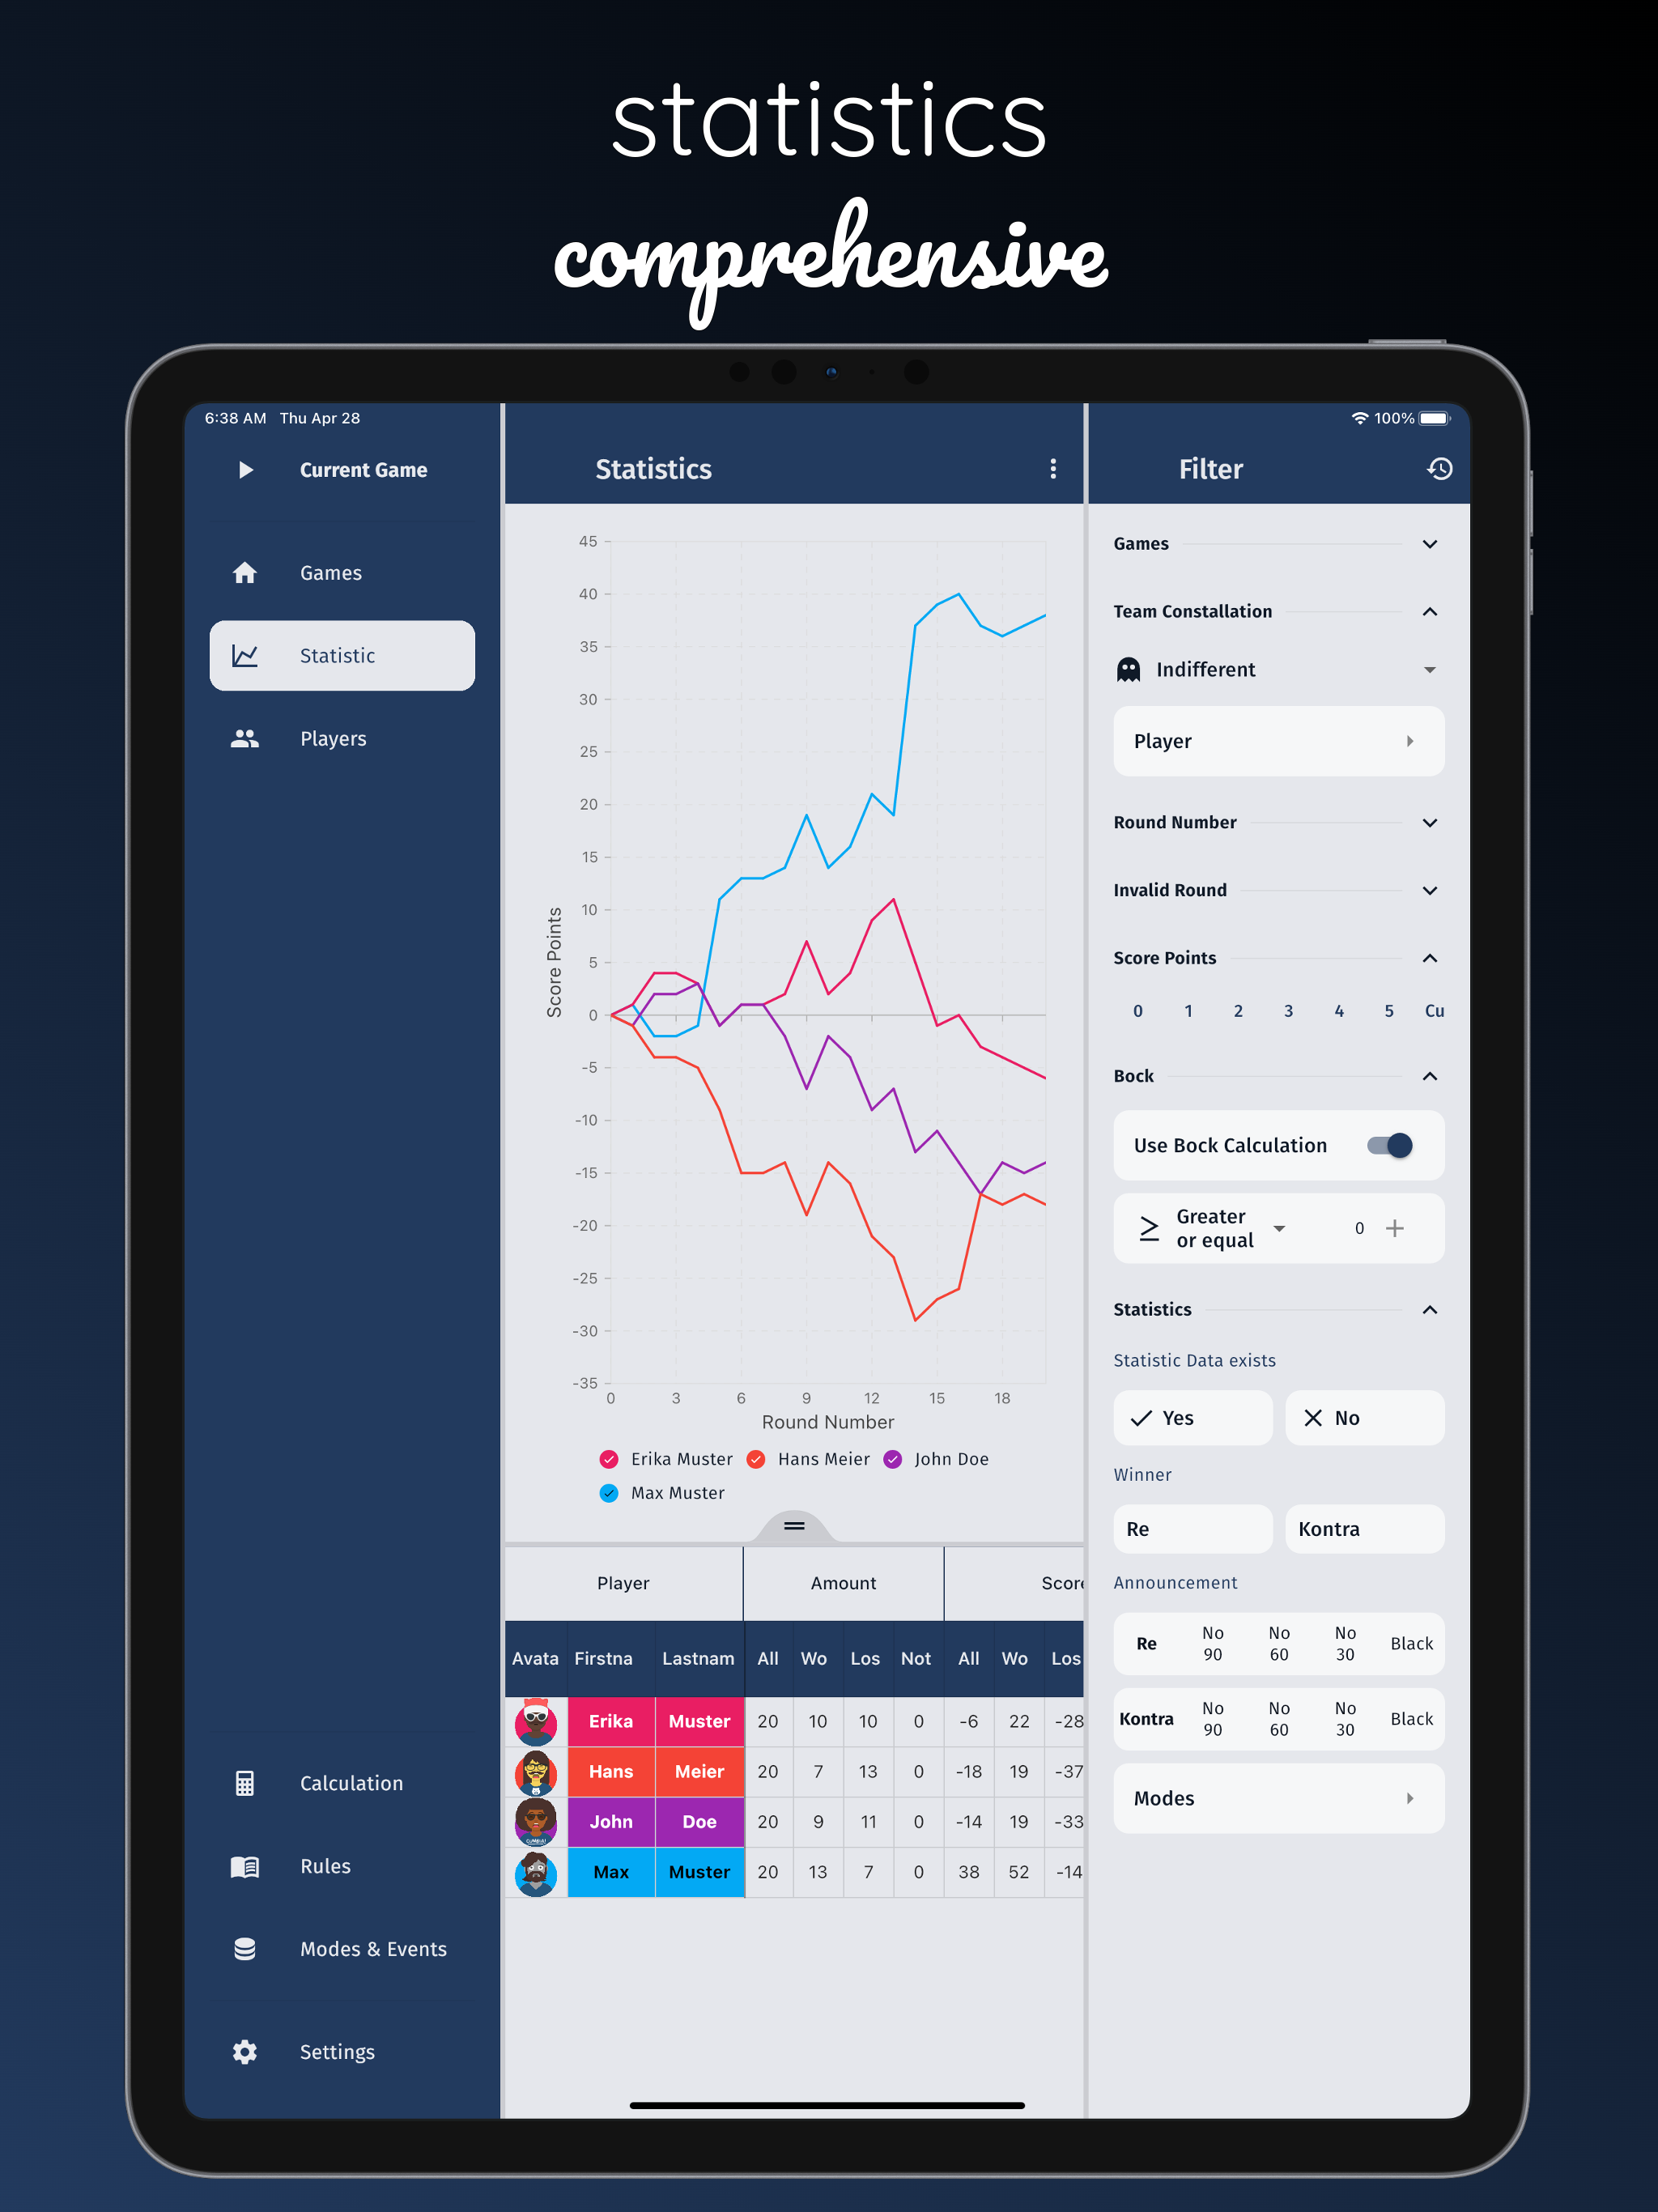 statistics
comprehensive
6:38 AM Thu Apr 28
100%
Current Game
Games
Statistic
Players
Calculation
Rules
Modes & Events
Settings
Statistics
45
40
35
30
25
20
15
10
5
0
-5
-10
-15
-20
-25
-30
-35
Score Points
0 3 6 9 12 15 18
Round Number
Erika Muster Hans Meier John Doe
Max Muster
Player Amount Score
Avata Firstna Lastnam All Wo Los Not All Wo Los
Erika Muster 20 10 10 0 -6 22 -28
Hans Meier 20 7 13 0 -18 19 -37
John Doe 20 9 11 0 -14 19 -33
Max Muster 20 13 7 0 38 52 -14
Filter
Games
Team Constallation
Indifferent
Player
Round Number
Invalid Round
Score Points
0 1 2 3 4 5 Cu
Bock
Use Bock Calculation
≥ Greater
or equal
0 +
Statistics
Statistic Data exists
Yes No
Winner
Re Kontra
Announcement
Re No 90 No 60 No 30 Black
Kontra No 90 No 60 No 30 Black
Modes